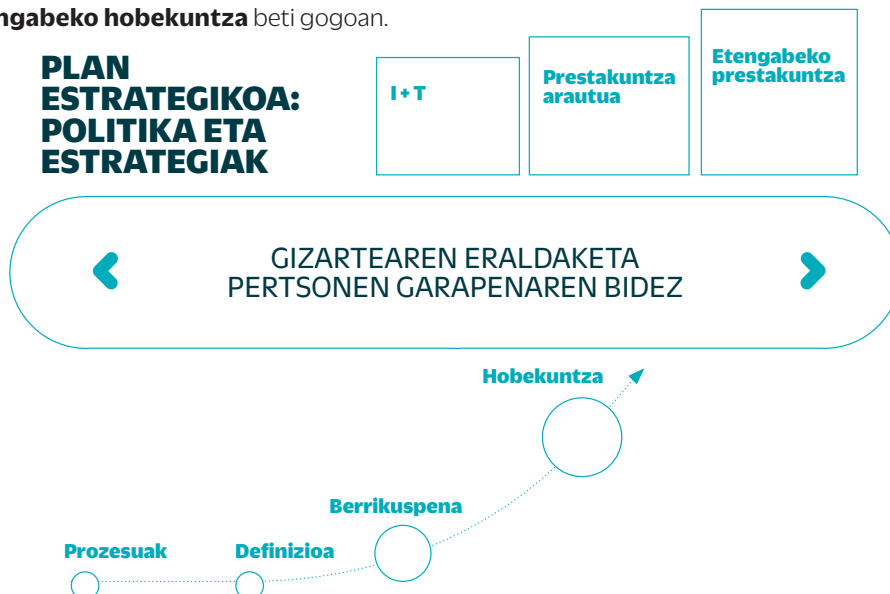 ngabeko hobekuntza beti gogoan.
PLAN
ESTRATEGIKOA:
POLITIKA ETA
ESTRATEGIAK
I+T
Prestakuntza
arautua
Etengabeko
prestakuntza
GIZARTEAREN ERALDAKETA
PERTSONEN GARAPENAREN BIDEZ
Hobekuntza
Berrikuspena
Prozesuak
Definizioa